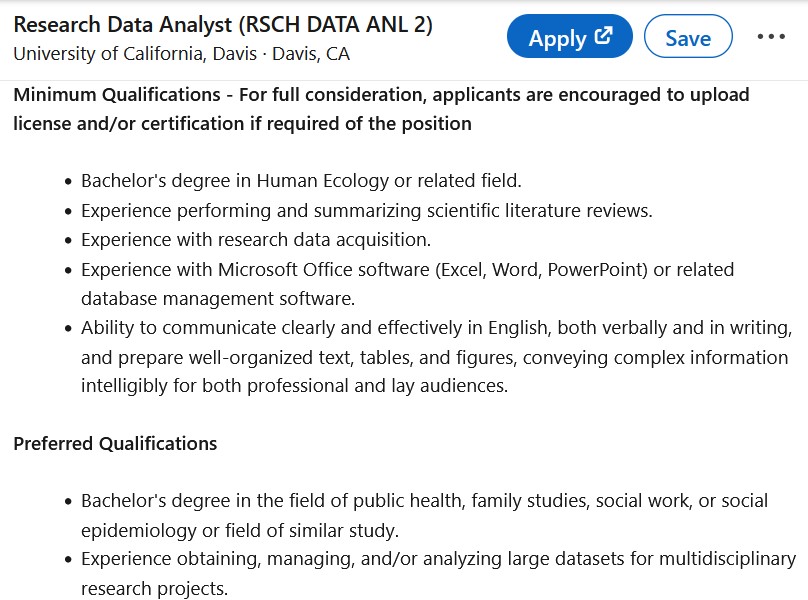 Research Data Analyst (RSCH DATA ANL 2)
University of California, Davis · Davis, CA
Apply
Save
Minimum Qualifications - For full consideration, applicants are encouraged to upload
license and/or certification if required of the position
• Bachelor's degree in Human Ecology or related field.
• Experience performing and summarizing scientific literature reviews.
• Experience with research data acquisition.
• Experience with Microsoft Office software (Excel, Word, PowerPoint) or related
database management software.
• Ability to communicate clearly and effectively in English, both verbally and in writing,
and prepare well-organized text, tables, and figures, conveying complex information
intelligibly for both professional and lay audiences.
Preferred Qualifications
• Bachelor's degree in the field of public health, family studies, social work, or social
epidemiology or field of similar study.
• Experience obtaining, managing, and/or analyzing large datasets for multidisciplinary
research projects.